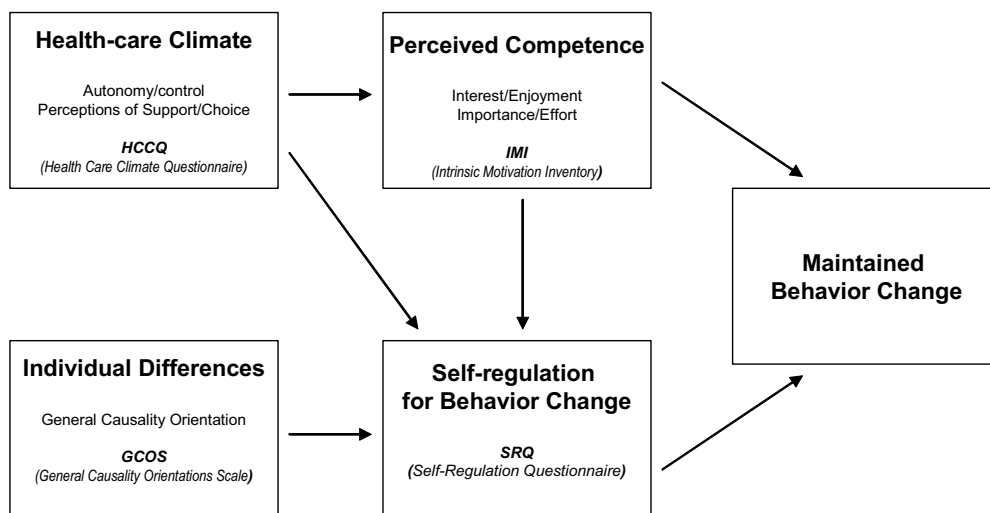 Health-care Climate
Autonomy/control
Perceptions of Support/Choice
HCCQ
(Health Care Climate Questionnaire)
Perceived Competence
Interest/Enjoyment
Importance/Effort
IMI
(Intrinsic Motivation Inventory)
Maintained
Behavior Change
Individual Differences
General Causality Orientation
GCOS
(General Causality Orientations Scale)
Self-regulation
for Behavior Change
SRQ
(Self-Regulation Questionnaire)